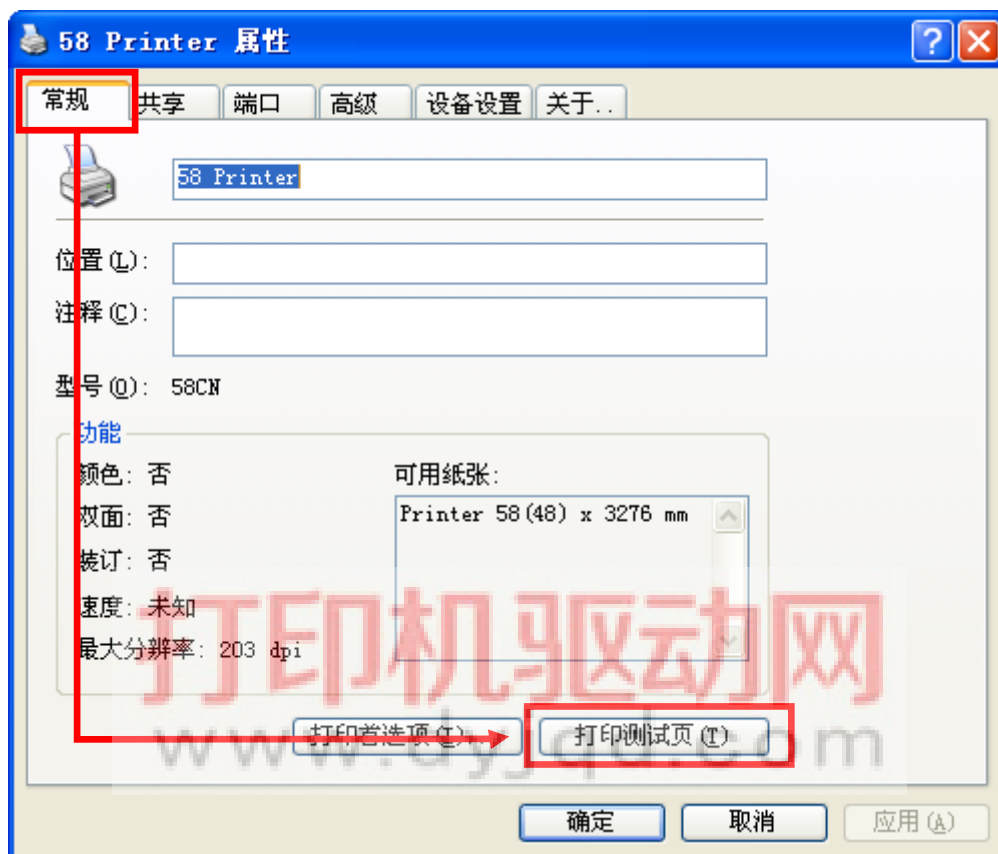 58 Printer 属性
常规 共享 端口 高级 设备设置 关于..
58 Printer
位置(L):
注释(C):
型号(O): 58CN
功能
颜色: 否 可用纸张:
双面: 否 Printer 58(48) x 3276 mm
装订: 否
速度: 未知
最大分辨率: 203 dpi
打印机驱动网
打印首选项(I)... 打印测试页(T)
www.dyjqd.com
确定 取消 应用(A)